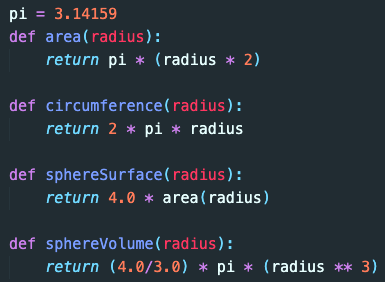 pi = 3.14159
def area(radius):
    return pi * (radius * 2)

def circumference(radius):
    return 2 * pi * radius

def sphereSurface(radius):
    return 4.0 * area(radius)

def sphereVolume(radius):
    return (4.0/3.0) * pi * (radius ** 3)